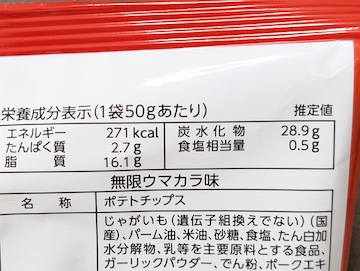 栄養成分表示(1袋50gあたり) 推定値
エネルギー 271kcal 炭水化物 28.9g
たんぱく質 2.7g 食塩相当量 0.5g
脂質 16.1g
無限ウマカラ味
名称 ポテトチップス
じゃがいも(遺伝子組換えでない)(国
産)、パーム油、米油、砂糖、食塩、たん白加
水分解物、乳等を主要原料とする食品、
ガーリックパウダー、でん粉、ポークエキ